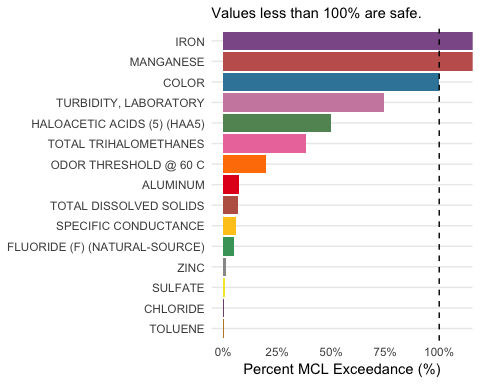 Values less than 100% are safe.
IRON
MANGANESE
COLOR
TURBIDITY, LABORATORY
HALOACETIC ACIDS (5) (HAA5)
TOTAL TRIHALOMETHANES
ODOR THRESHOLD @ 60 C
ALUMINUM
TOTAL DISSOLVED SOLIDS
SPECIFIC CONDUCTANCE
FLUORIDE (F) (NATURAL-SOURCE)
ZINC
SULFATE
CHLORIDE
TOLUENE
0% 25% 50% 75% 100%
Percent MCL Exceedance (%)